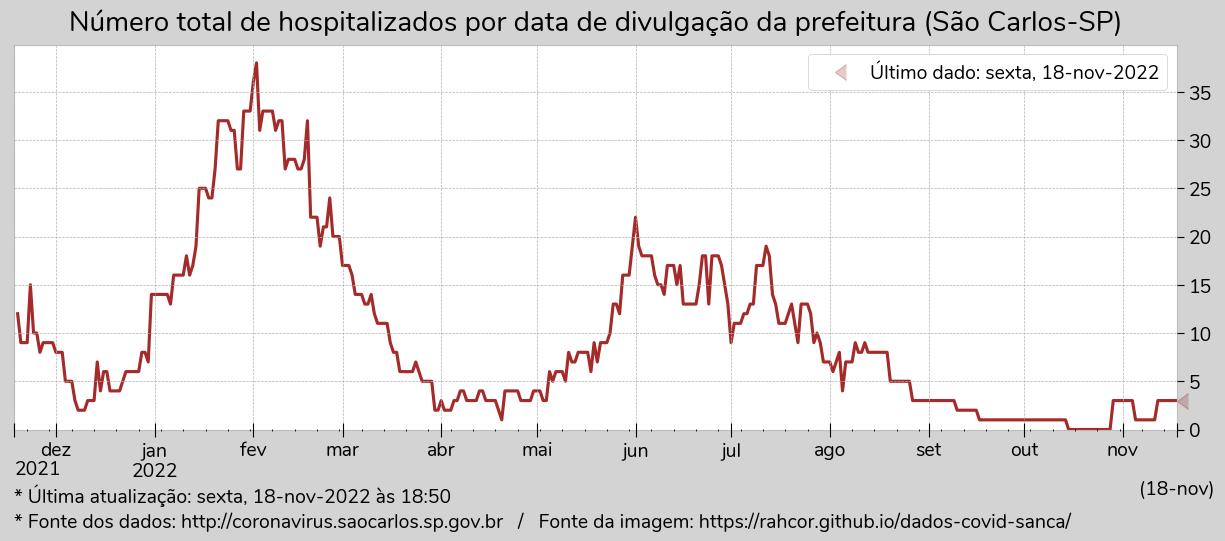 Número total de hospitalizados por data de divulgação da prefeitura (São Carlos-SP)
Último dado: sexta, 18-nov-2022
35
30
25
20
15
10
5
0
dez jan fev mar abr mai jun jul ago set out nov
2021 2022
(18-nov)
* Última atualização: sexta, 18-nov-2022 às 18:50
* Fonte dos dados: http://coronavirus.saocarlos.sp.gov.br / Fonte da imagem: https://rahcor.github.io/dados-covid-sanca/